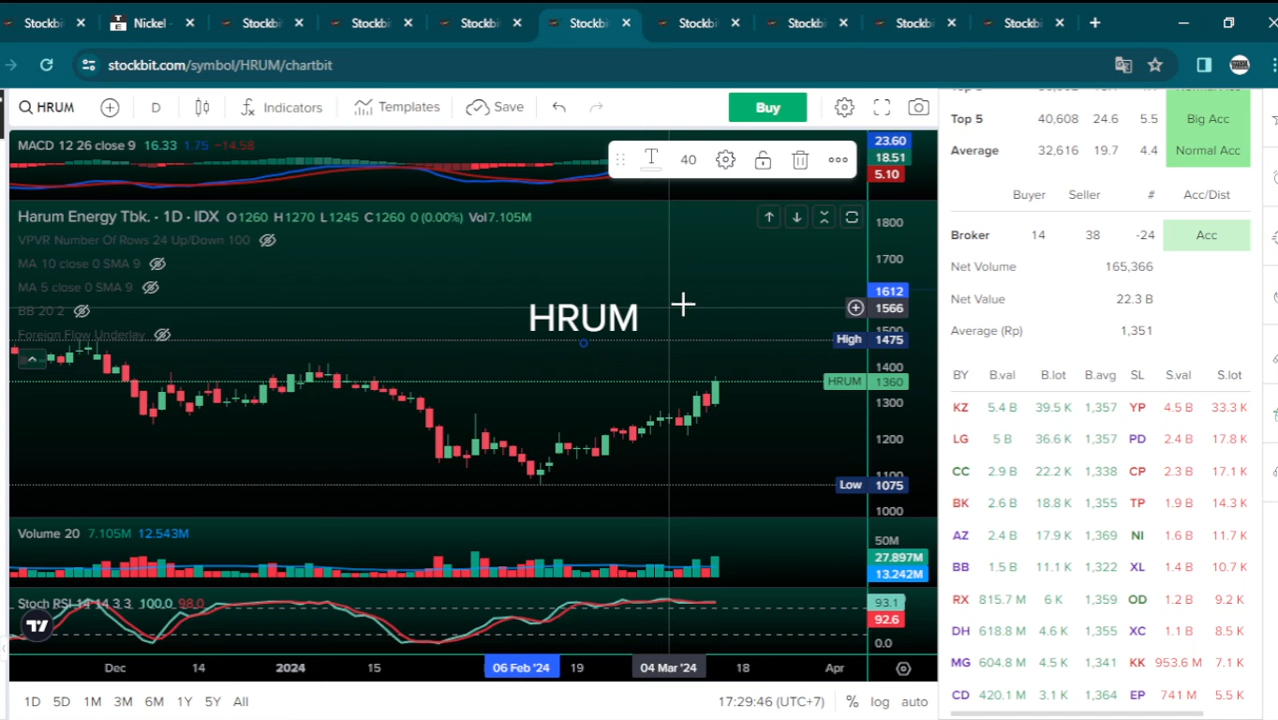 Stockbit
Nickel -
Stockbi
Stockbi
Stockbi
Stockbi
Stockbi
Stockbi
Stockbi
Stockbi
stockbit.com/symbol/HRUM/chartbit
HRUM
D
Indicators
Templates
Save
Buy
MACD 12 26 close 9 16.33 1.75 −14.58
40
23.60
18.51
5.10
Harum Energy Tbk. · 1D · IDX O1260 H1270 L1245 C1260 0 (0.00%) Vol7.105M
VPVR Number Of Rows 24 Up/Down 100
MA 10 close 0 SMA 9
MA 5 close 0 SMA 9
BB 20 2
Foreign Flow Underlay
HRUM
1800
1700
1612
1566
1500
High 1475
1400
HRUM 1360
1300
1200
1100
Low 1075
1000
Volume 20 7.105M 12.543M
50M
27.897M
13.242M
Stoch RSI 14 14 3 3 100.0 98.0
93.1
92.6
0.0
Dec 14 2024 15 06 Feb '24 19 04 Mar '24 18 Apr
1D 5D 1M 3M 6M 1Y 5Y All
17:29:46 (UTC+7) % log auto
Top 5 40,608 24.6 5.5 Big Acc
Average 32,616 19.7 4.4 Normal Acc
Buyer Seller # Acc/Dist
Broker 14 38 -24 Acc
Net Volume 165,366
Net Value 22.3 B
Average (Rp) 1,351
BY B.val B.lot B.avg SL S.val S.lot
KZ 5.4 B 39.5 K 1,357 YP 4.5 B 33.3 K
LG 5 B 36.6 K 1,357 PD 2.4 B 17.8 K
CC 2.9 B 22.2 K 1,338 CP 2.3 B 17.1 K
BK 2.6 B 18.8 K 1,355 TP 1.9 B 14.3 K
AZ 2.4 B 17.9 K 1,369 NI 1.6 B 11.7 K
BB 1.5 B 11.1 K 1,322 XL 1.4 B 10.7 K
RX 815.7 M 6 K 1,359 OD 1.2 B 9.2 K
DH 618.8 M 4.6 K 1,355 XC 1.1 B 8.5 K
MG 604.8 M 4.5 K 1,341 KK 953.6 M 7.1 K
CD 420.1 M 3.1 K 1,364 EP 741 M 5.5 K